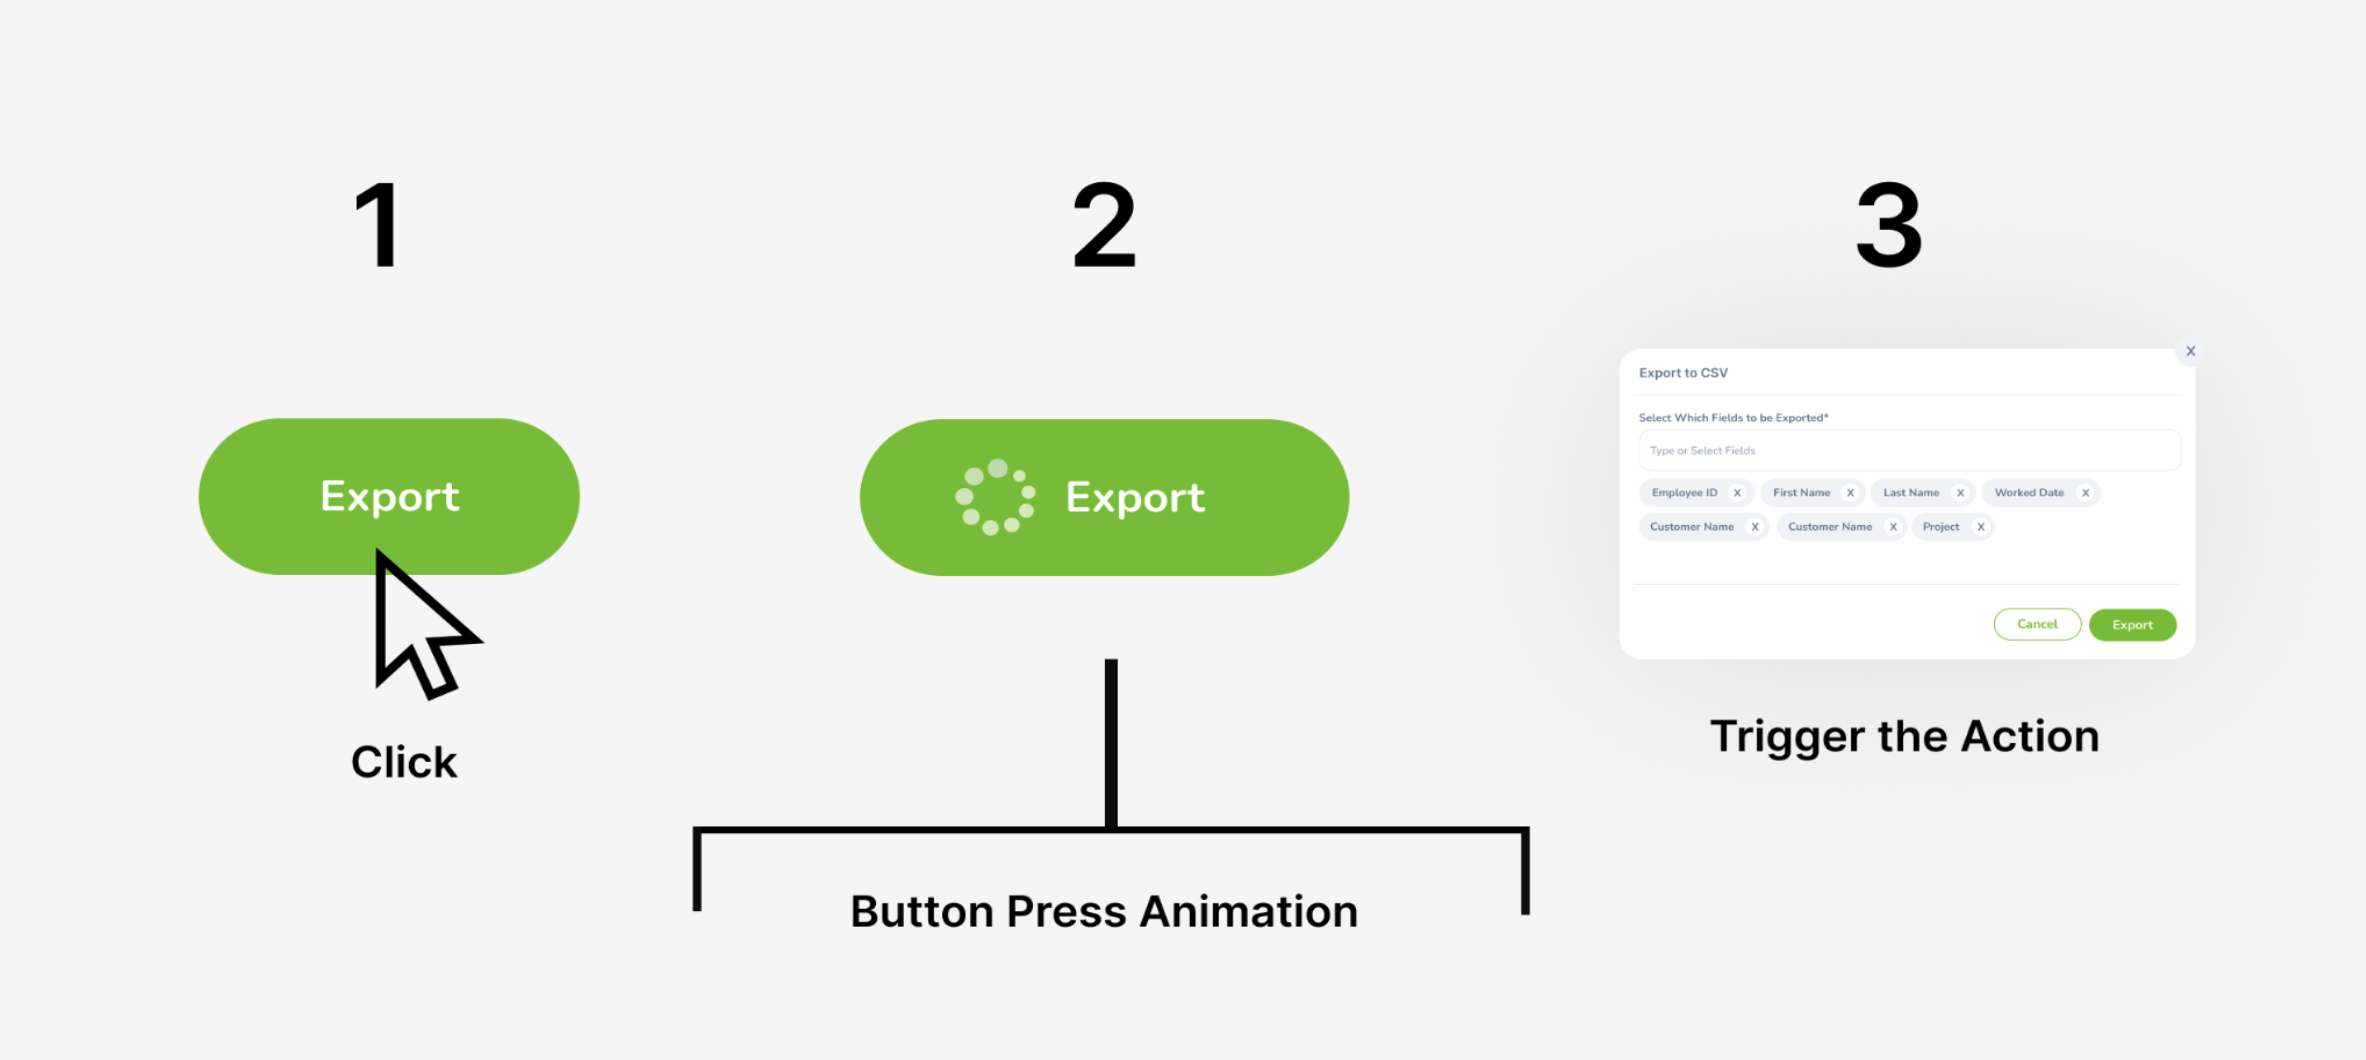 1
2
3
Export
Click
Export
Button Press Animation
X
Export to CSV
Select Which Fields to be Exported*
Type or Select Fields
Employee ID X First Name X Last Name X Worked Date X
Customer Name X Customer Name X Project X
Cancel Export
Trigger the Action